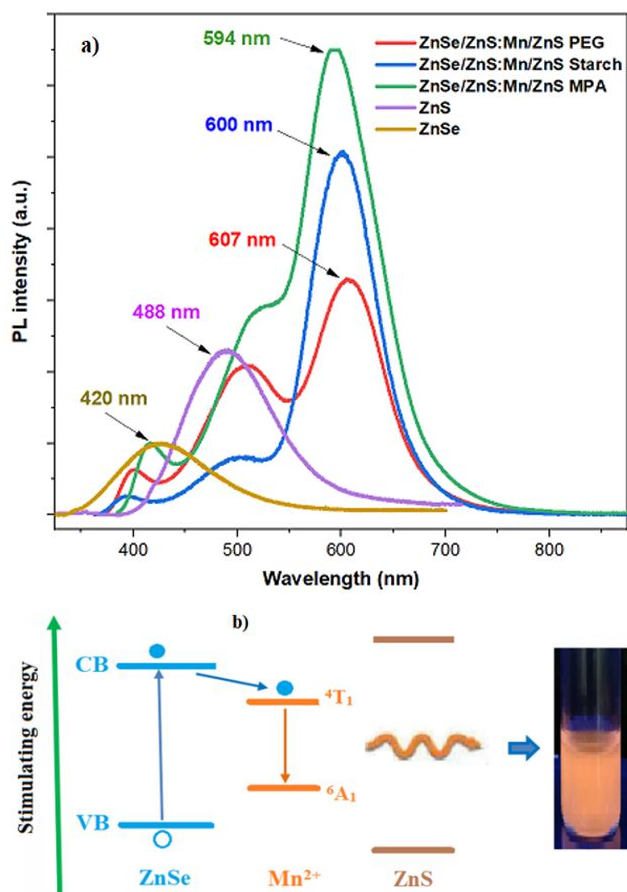 a)
594 nm
ZnSe/ZnS:Mn/ZnS PEG
ZnSe/ZnS:Mn/ZnS Starch
ZnSe/ZnS:Mn/ZnS MPA
ZnS
ZnSe
600 nm
607 nm
488 nm
420 nm
PL intensity (a.u.)
400 500 600 700 800
Wavelength (nm)
b)
Stimulating energy
CB
⁴T₁
⁶A₁
VB
ZnSe Mn²⁺ ZnS